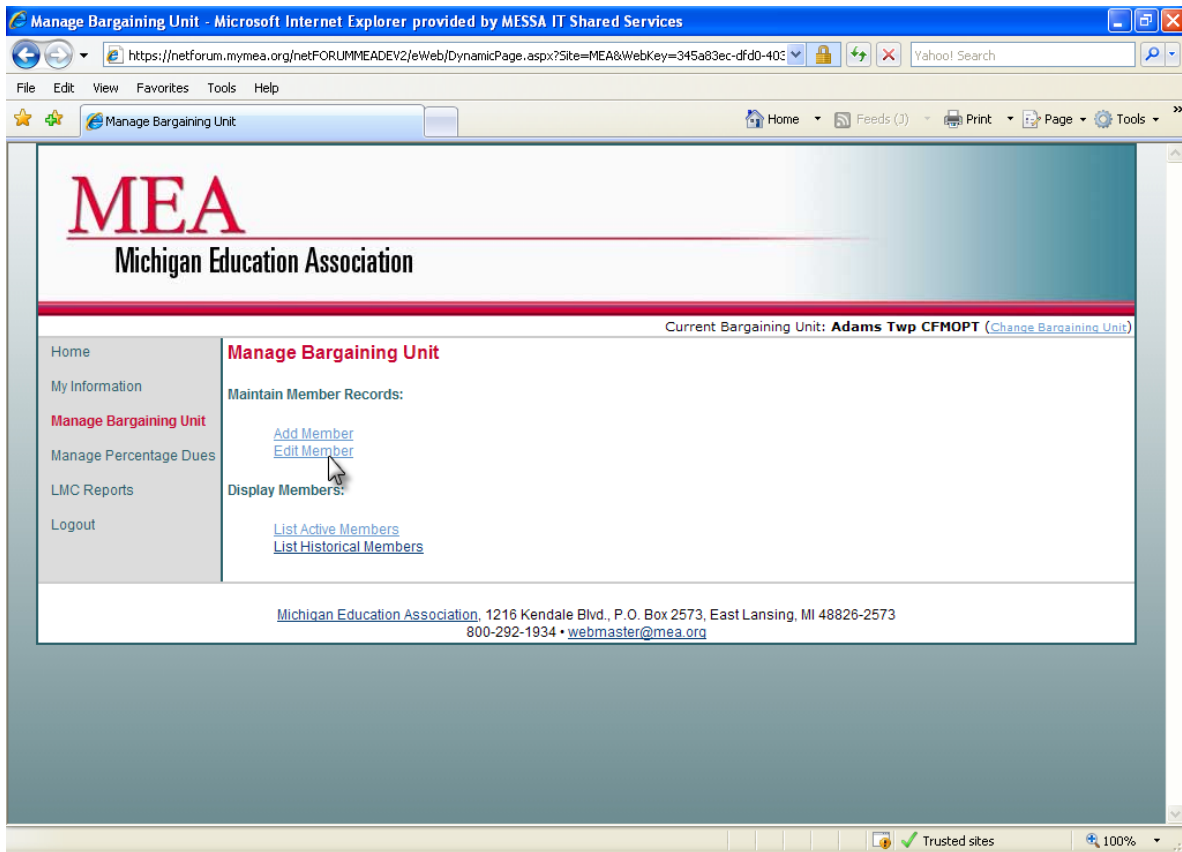 Manage Bargaining Unit - Microsoft Internet Explorer provided by MESSA IT Shared Services
https://netforum.mymea.org/netFORUMMEADEV2/eWeb/DynamicPage.aspx?Site=MEA&WebKey=345a83ec-dfd0-403
Yahoo! Search
File Edit View Favorites Tools Help
Manage Bargaining Unit
Home Feeds (J) Print Page Tools »
MEA
Michigan Education Association
Current Bargaining Unit: Adams Twp CFMOPT (Change Bargaining Unit)
Home
My Information
Manage Bargaining Unit
Manage Percentage Dues
LMC Reports
Logout
Manage Bargaining Unit
Maintain Member Records:
Add Member
Edit Member
Display Members:
List Active Members
List Historical Members
Michigan Education Association, 1216 Kendale Blvd., P.O. Box 2573, East Lansing, MI 48826-2573
800-292-1934 • webmaster@mea.org
Trusted sites 100%